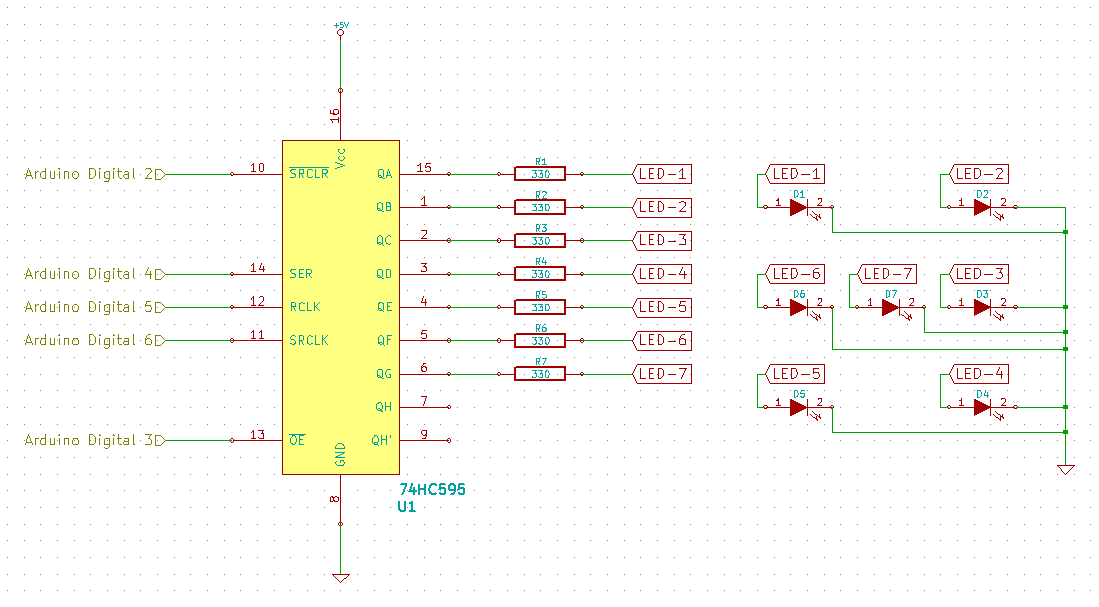 +5V
16
Vcc
Arduino Digital 2 10 SRCLR QA 15 R1 330 LED-1
QB 1 R2 330 LED-2
QC 2 R3 330 LED-3
Arduino Digital 4 14 SER QD 3 R4 330 LED-4
Arduino Digital 5 12 RCLK QE 4 R5 330 LED-5
Arduino Digital 6 11 SRCLK QF 5 R6 330 LED-6
QG 6 R7 330 LED-7
QH 7
Arduino Digital 3 13 OE QH' 9
GND
8
74HC595
U1
LED-1 LED-2
D1 D2
1 2 1 2
LED-6 LED-7 LED-3
D6 D7 D3
1 2 1 2 1 2
LED-5 LED-4
D5 D4
1 2 1 2